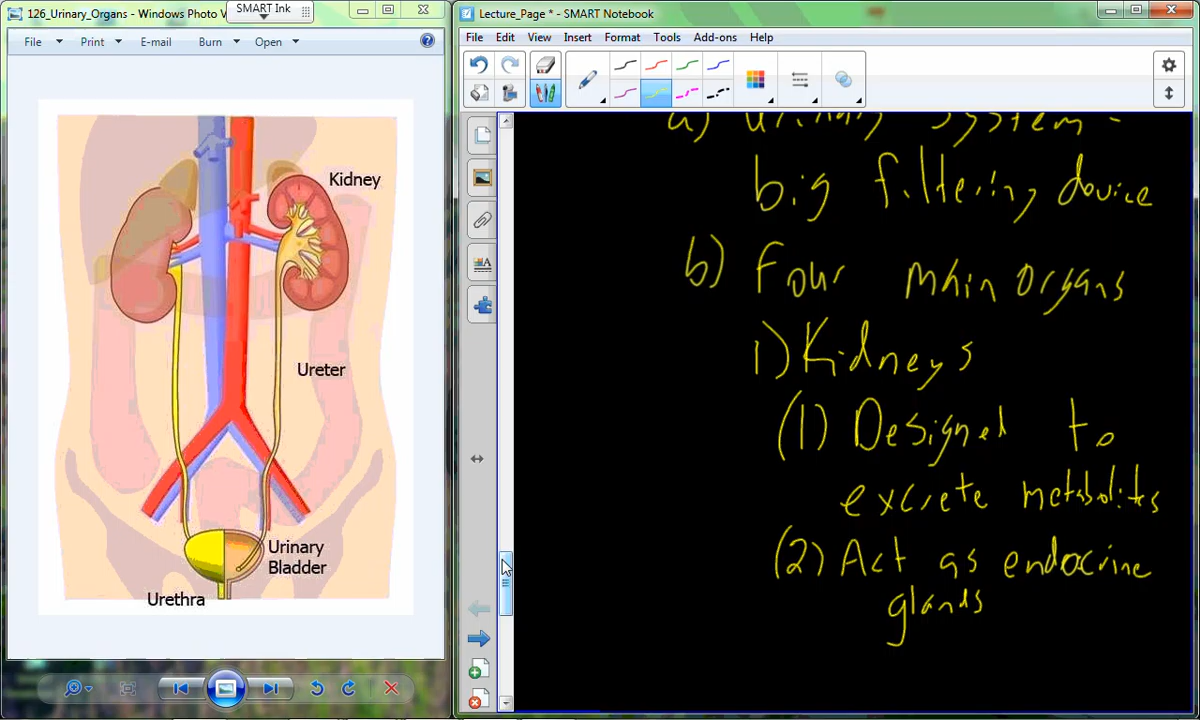 126_Urinary_Organs - Windows Photo V
SMART Ink
File Print E-mail Burn Open
Kidney
Ureter
Urinary
Bladder
Urethra
Lecture_Page * - SMART Notebook
File Edit View Insert Format Tools Add-ons Help
a) Urinary system -
big filtering device
b) Four main organs
1) Kidneys
(1) Designed to
excrete metabolites
(2) Act as endocrine
glands